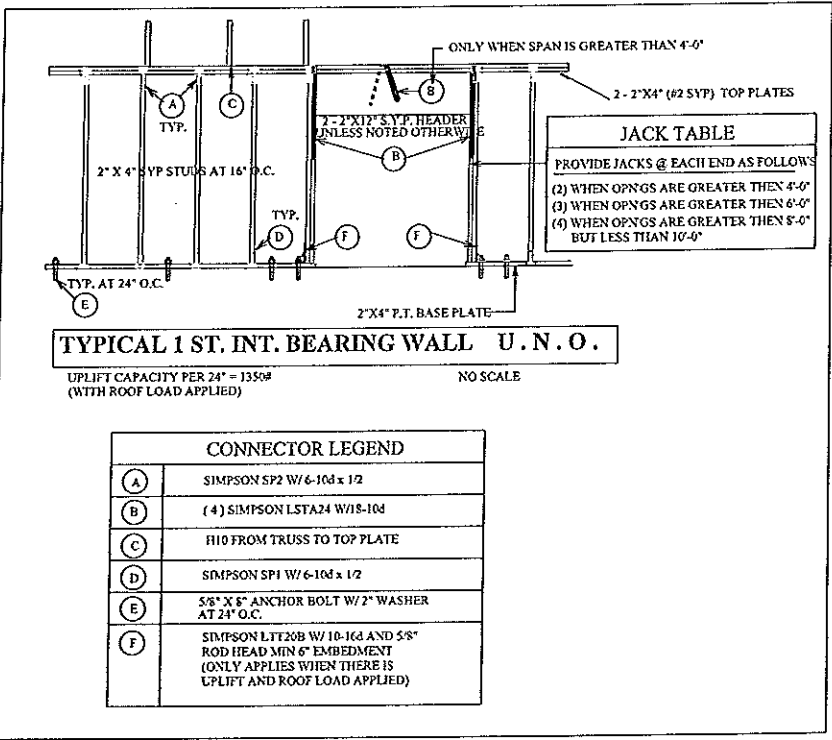 ONLY WHEN SPAN IS GREATER THAN 4'-0"
B
A
TYP.
C
2 - 2"X4" (#2 SYP) TOP PLATES
2 - 2"X12" S.Y.P. HEADER
UNLESS NOTED OTHERWISE
B
2" X 4" SYP STUDS AT 16" O.C.
JACK TABLE
PROVIDE JACKS @ EACH END AS FOLLOWS
(2) WHEN OPNGS ARE GREATER THEN 4'-0"
(3) WHEN OPNGS ARE GREATER THEN 6'-0"
(4) WHEN OPNGS ARE GREATER THEN 8'-0"
BUT LESS THAN 10'-0"
TYP.
D
F
F
TYP. AT 24" O.C.
E
2"X4" P.T. BASE PLATE
TYPICAL 1 ST. INT. BEARING WALL U.N.O.
UPLIFT CAPACITY PER 24" = 1350#
(WITH ROOF LOAD APPLIED)
NO SCALE
CONNECTOR LEGEND
A SIMPSON SP2 W/ 6-10d x 1/2
B ( 4 ) SIMPSON LSTA24 W/18-10d
C H10 FROM TRUSS TO TOP PLATE
D SIMPSON SP1 W/ 6-10d x 1/2
E 5/8" X 8" ANCHOR BOLT W/ 2" WASHER
AT 24" O.C.
F SIMPSON LTT20B W/ 10-16d AND 5/8"
ROD HEAD MIN 6" EMBEDMENT
(ONLY APPLIES WHEN THERE IS
UPLIFT AND ROOF LOAD APPLIED)